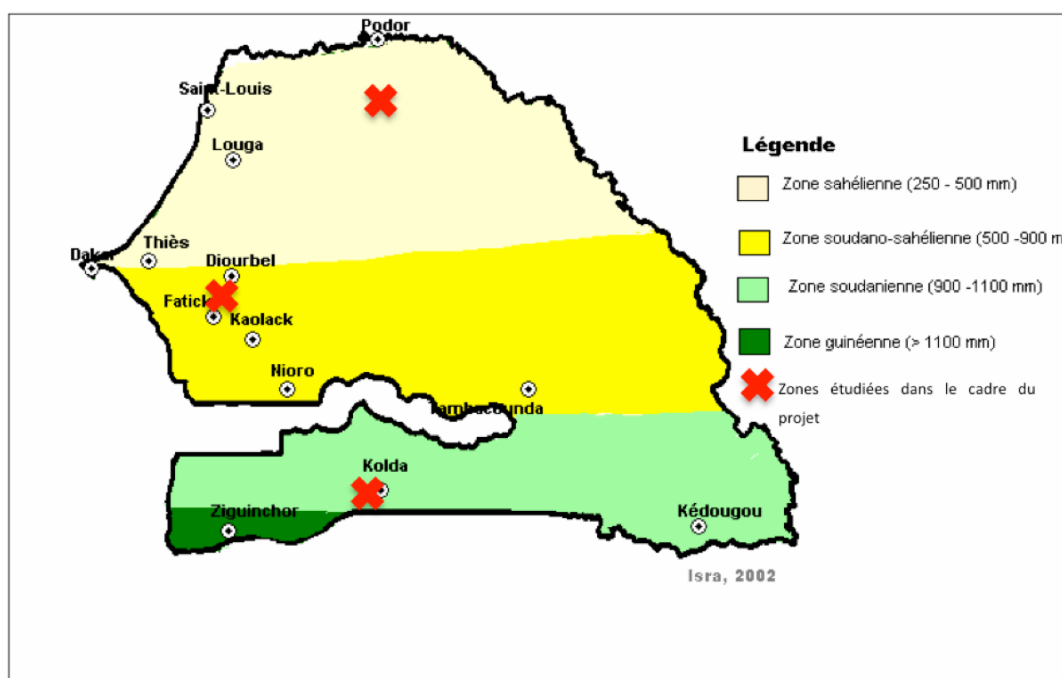 Podor
Saint-Louis
Louga
Légende
Zone sahélienne (250 - 500 mm)
Dakar
Thiès
Diourbel
Zone soudano-sahélienne (500 -900 m
Fatick
Kaolack
Zone soudanienne (900 -1100 mm)
Zone guinéenne (> 1100 mm)
Nioro
Tambacounda
Zones étudiées dans le cadre du
projet
Kolda
Ziguinchor
Kédougou
Isra, 2002